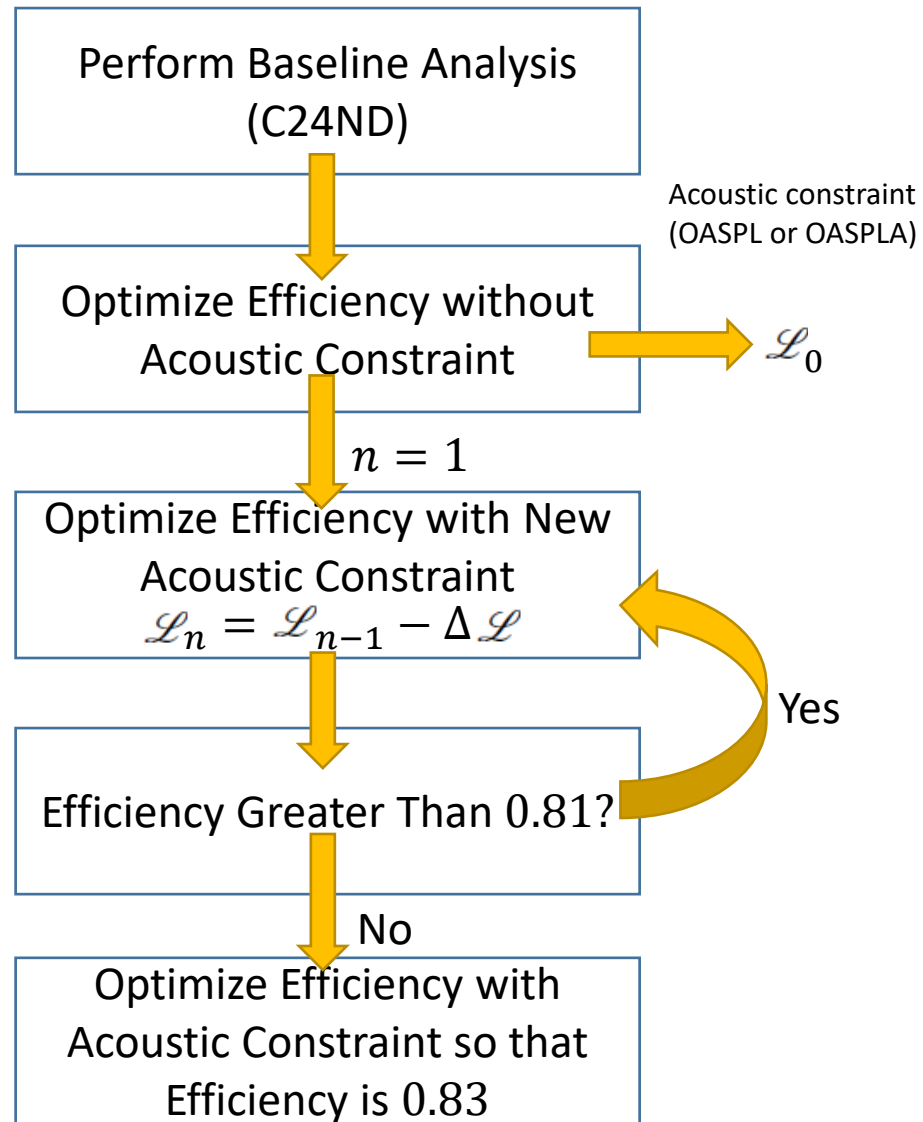 Perform Baseline Analysis
(C24ND)
Acoustic constraint
(OASPL or OASPLA)
Optimize Efficiency without
Acoustic Constraint
ℒ₀
n = 1
Optimize Efficiency with New
Acoustic Constraint
ℒₙ = ℒₙ₋₁ − Δ ℒ
Yes
Efficiency Greater Than 0.81?
No
Optimize Efficiency with
Acoustic Constraint so that
Efficiency is 0.83